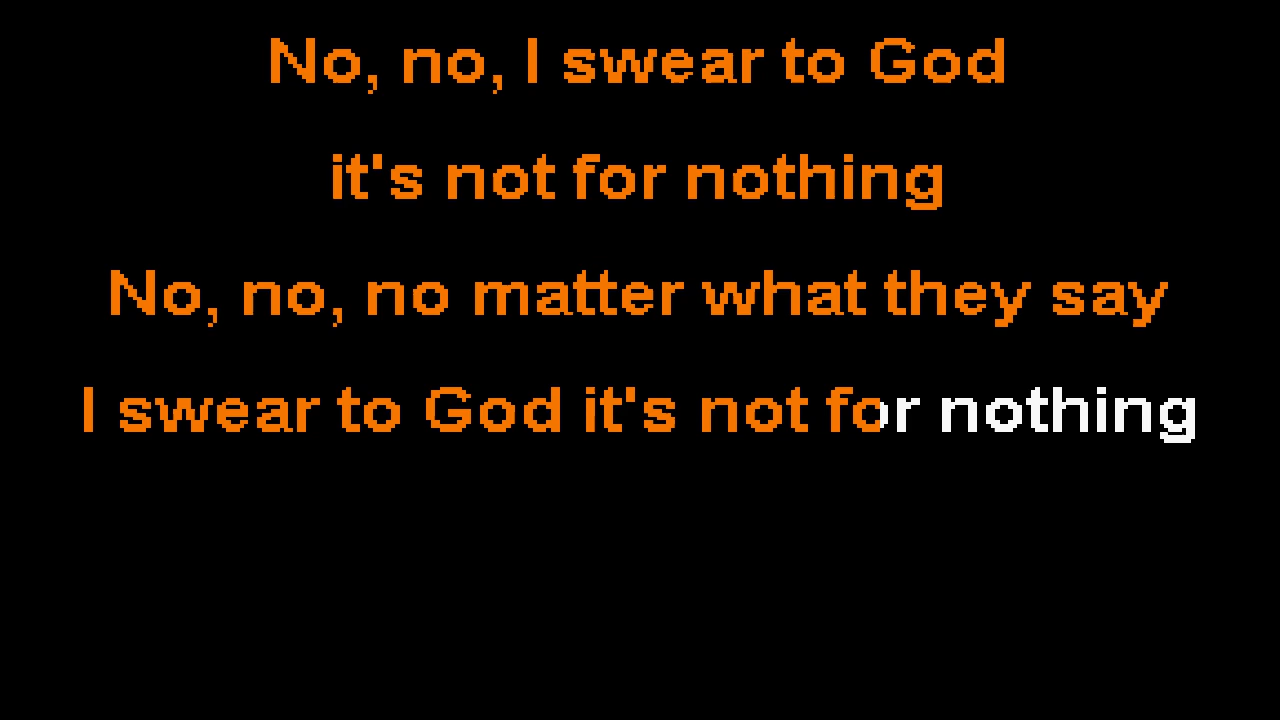 No, no, I swear to God
it's not for nothing
No, no, no matter what they say
I swear to God it's not for nothing